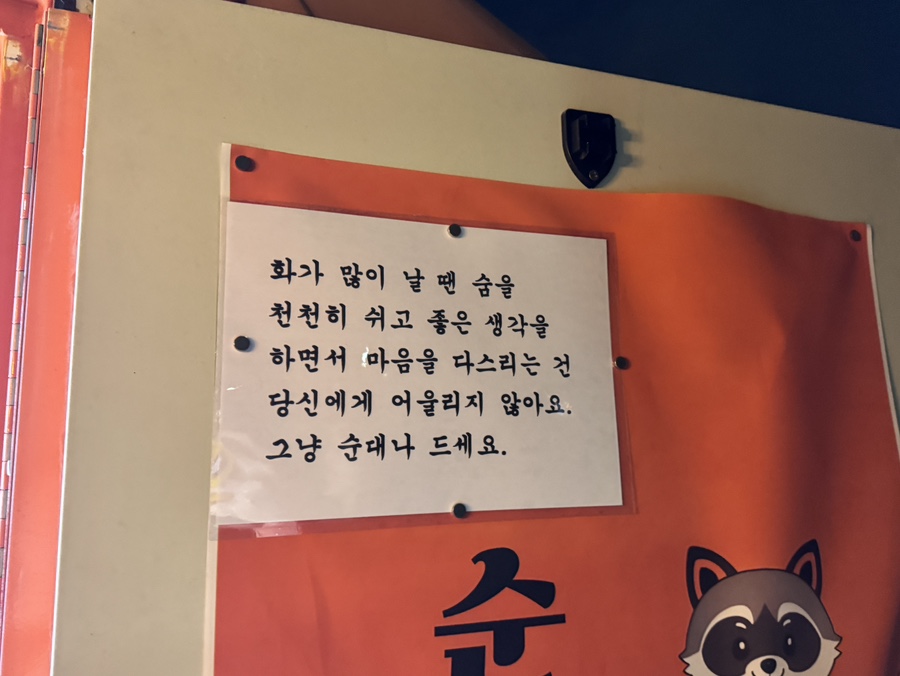 화가 많이 날 땐 숨을
천천히 쉬고 좋은 생각을
하면서 마음을 다스리는 건
당신에게 어울리지 않아요.
그냥 순대나 드세요.
순